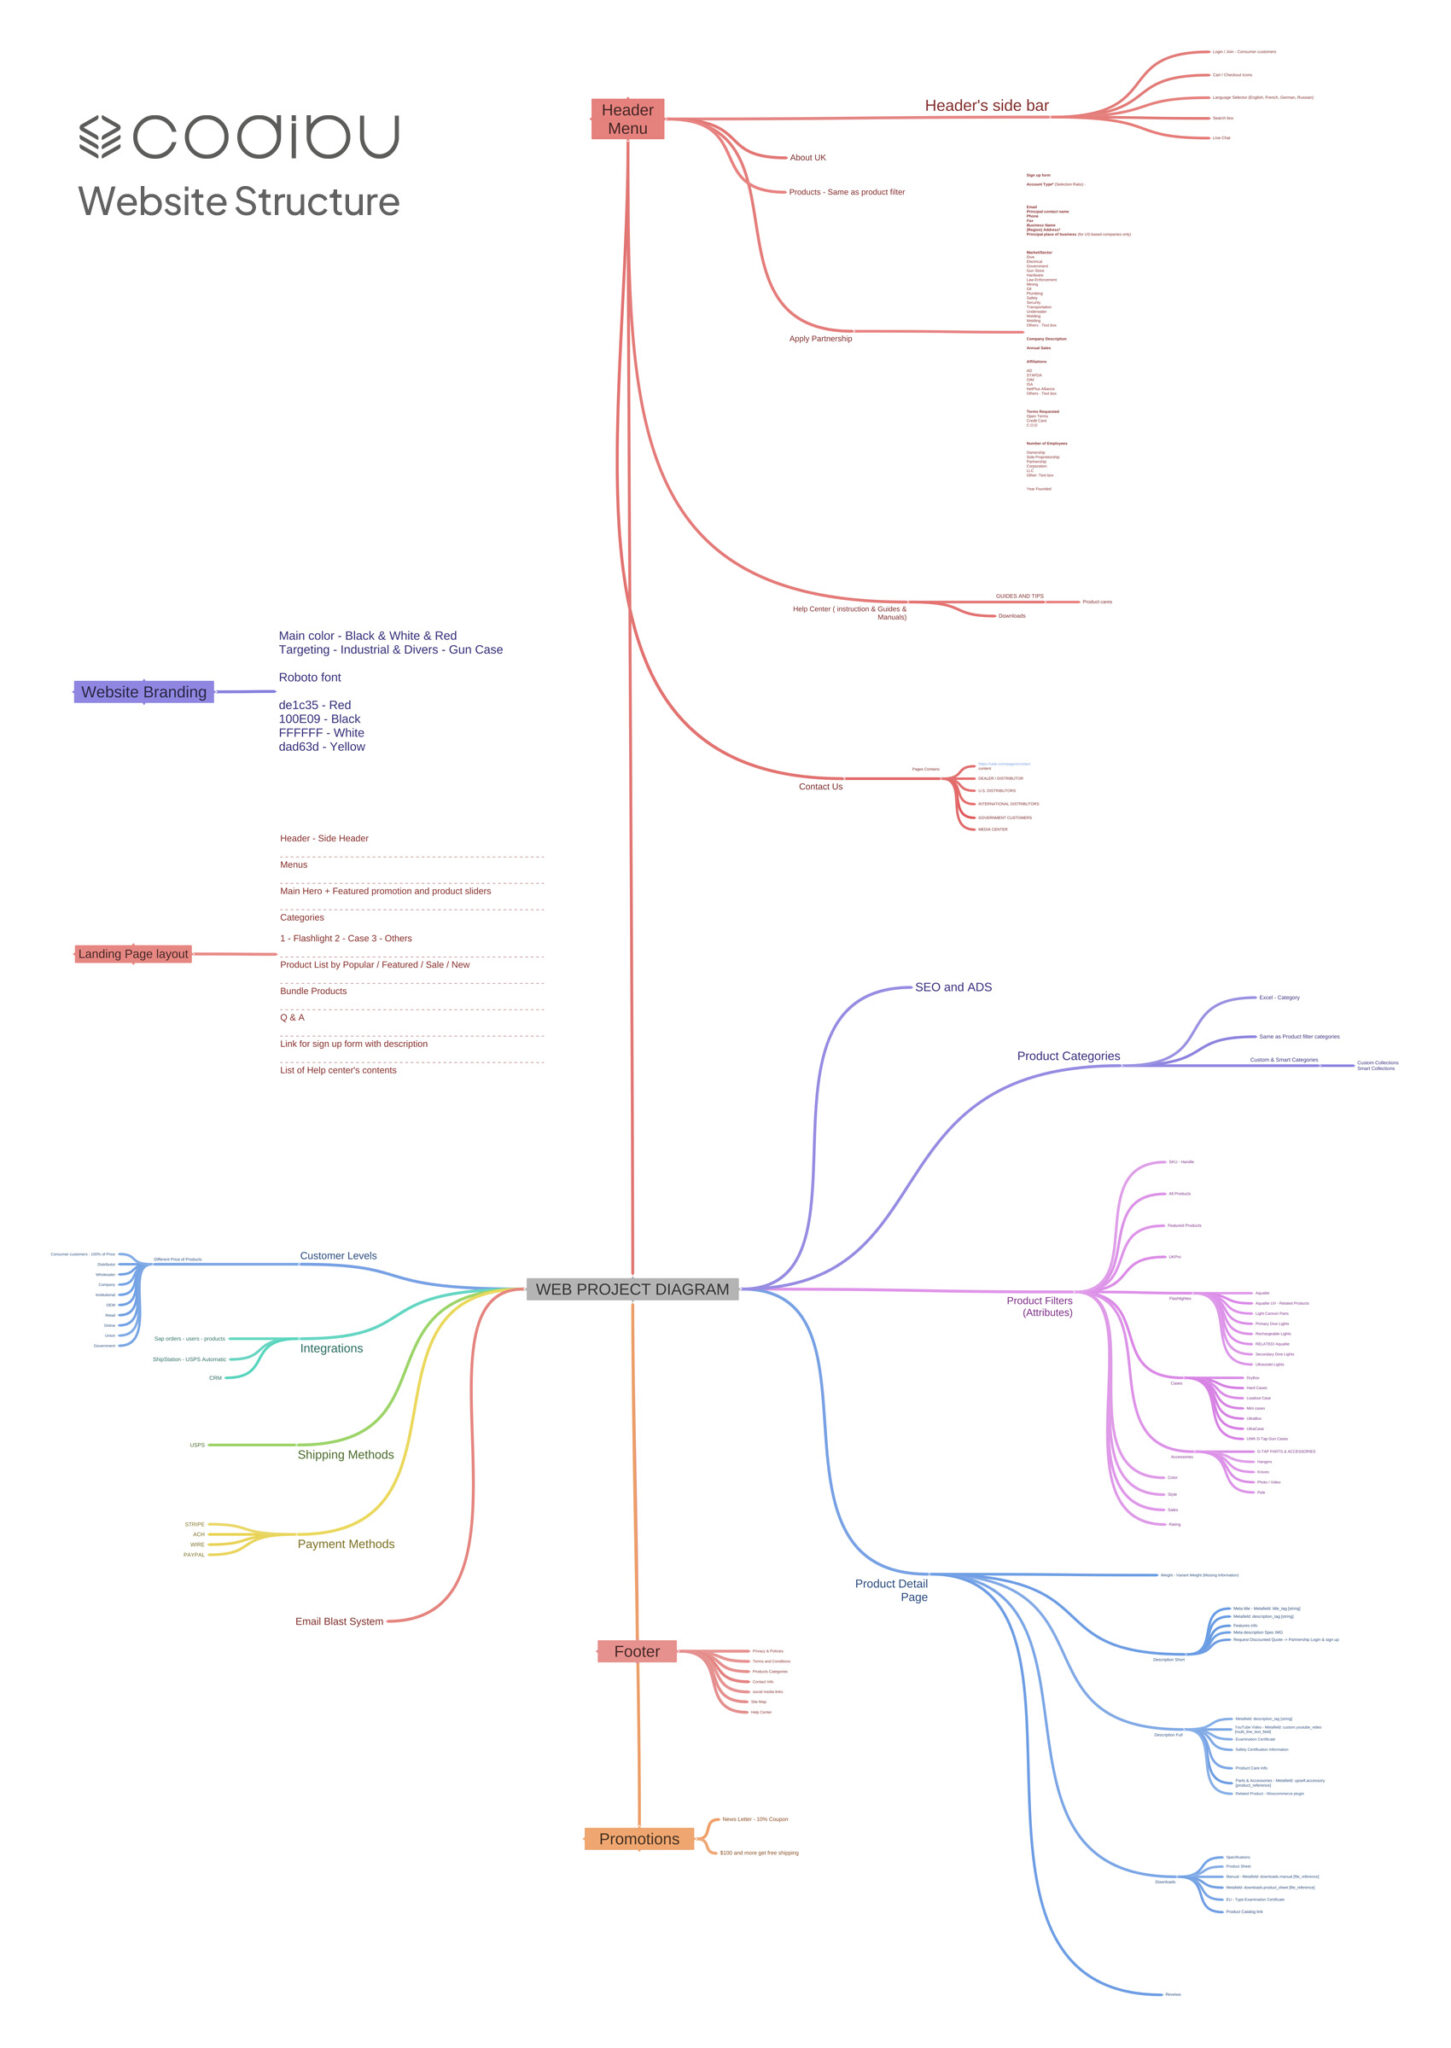 codibu
Website Structure
Header
Menu
Header's side bar
Login / Join - Consumer customers
Cart / Checkout Icons
Language Selector (English, French, German, Russian)
Search box
Live Chat
About UK
Products - Same as product filter
Apply Partnership
Sign up form
Account Type* (Selection Ratio)
Email
Principal contact name
Phone
Fax
Business Name
(Region) Address*
Principal place of business (for US based companies only)
Market/Sector
Dive
Electrical
Government
Gun Store
Hardware
Law Enforcement
Mining
Oil
Plumbing
Safety
Security
Transportation
Underwater
Welding
Others - Text box
Company Description
Annual Sales
Affiliations
AD
STAFDA
ISA
NetPlus Alliance
Others - Text box
Terms Requested
Open Terms
Credit Card
C.O.D
Number of Employees
Ownership
Sole Proprietorship
Partnership
Corporation
LLC
Other- Text box
Year Founded
Help Center ( instruction & Guides &
Manuals)
GUIDES AND TIPS
Product cares
Downloads
Contact Us
Pages Contains
content
DEALER / DISTRIBUTOR
U.S. DISTRIBUTORS
INTERNATIONAL DISTRIBUTORS
GOVERNMENT CUSTOMERS
MEDIA CENTER
Website Branding
Main color - Black & White & Red
Targeting - Industrial & Divers - Gun Case
Roboto font
de1c35 - Red
100E09 - Black
FFFFFF - White
dad63d - Yellow
Landing Page layout
Header - Side Header
Menus
Main Hero + Featured promotion and product sliders
Categories
1 - Flashlight 2 - Case 3 - Others
Product List by Popular / Featured / Sale / New
Bundle Products
Q & A
Link for sign up form with description
List of Help center's contents
WEB PROJECT DIAGRAM
SEO and ADS
Product Categories
Excel - Category
Same as Product filter categories
Custom & Smart Categories
Custom Collections
Smart Collections
Product Filters
(Attributes)
SKU - Handle
All Products
Featured Products
UKPro
Flashlights
Aqualite
Aqualite UV - Related Products
Light Cannon Parts
Primary Dive Lights
Rechargeable Lights
RELATED: Aqualite
Secondary Dive Lights
Ultraviolet Lights
Cases
Drybox
Hard Cases
Loadout Case
Mini cases
UltraBox
UltraCase
UWK D-Tap Gun Cases
Accessories
D-TAP PARTS & ACCESSORIES
Hangers
Knives
Photo / Video
Pole
Color
Style
Sales
Rating
Product Detail
Page
Weight - Variant Weight [Missing Information]
Description Short
Meta title - Metafield: title_tag [string]
Metafield: description_tag [string]
Features info
Meta description Spec IMG
Request Discounted Quote -> Partnership Login & sign up
Description Full
Metafield: description_tag [string]
YouTube Video - Metafield: custom.youtube_video
[multi_line_text_field]
Examination Certificate
Safety Certification Information
Product Care Info
Parts & Accessories - Metafield: upsell.accessory
[product_reference]
Related Product - Woocommerce plugin
Downloads
Specifications
Product Sheet
Manual - Metafield: downloads.manual [file_reference]
Metafield: downloads.product_sheet [file_reference]
EU - Type Examination Certificate
Product Catalog link
Reviews
Customer Levels
Different Price of Products
Consumer customers - 100% of Price
Distributor
Wholesaler
Company
Institutional
OEM
Retail
Online
Union
Government
Integrations
Sap orders - users - products
ShipStation - USPS Automatic
CRM
Shipping Methods
USPS
Payment Methods
STRIPE
ACH
WIRE
PAYPAL
Email Blast System
Footer
Privacy & Policies
Terms and Conditions
Products Categories
Contact Info
social media links
Site Map
Help Center
Promotions
News Letter - 10% Coupon
$100 and more get free shipping